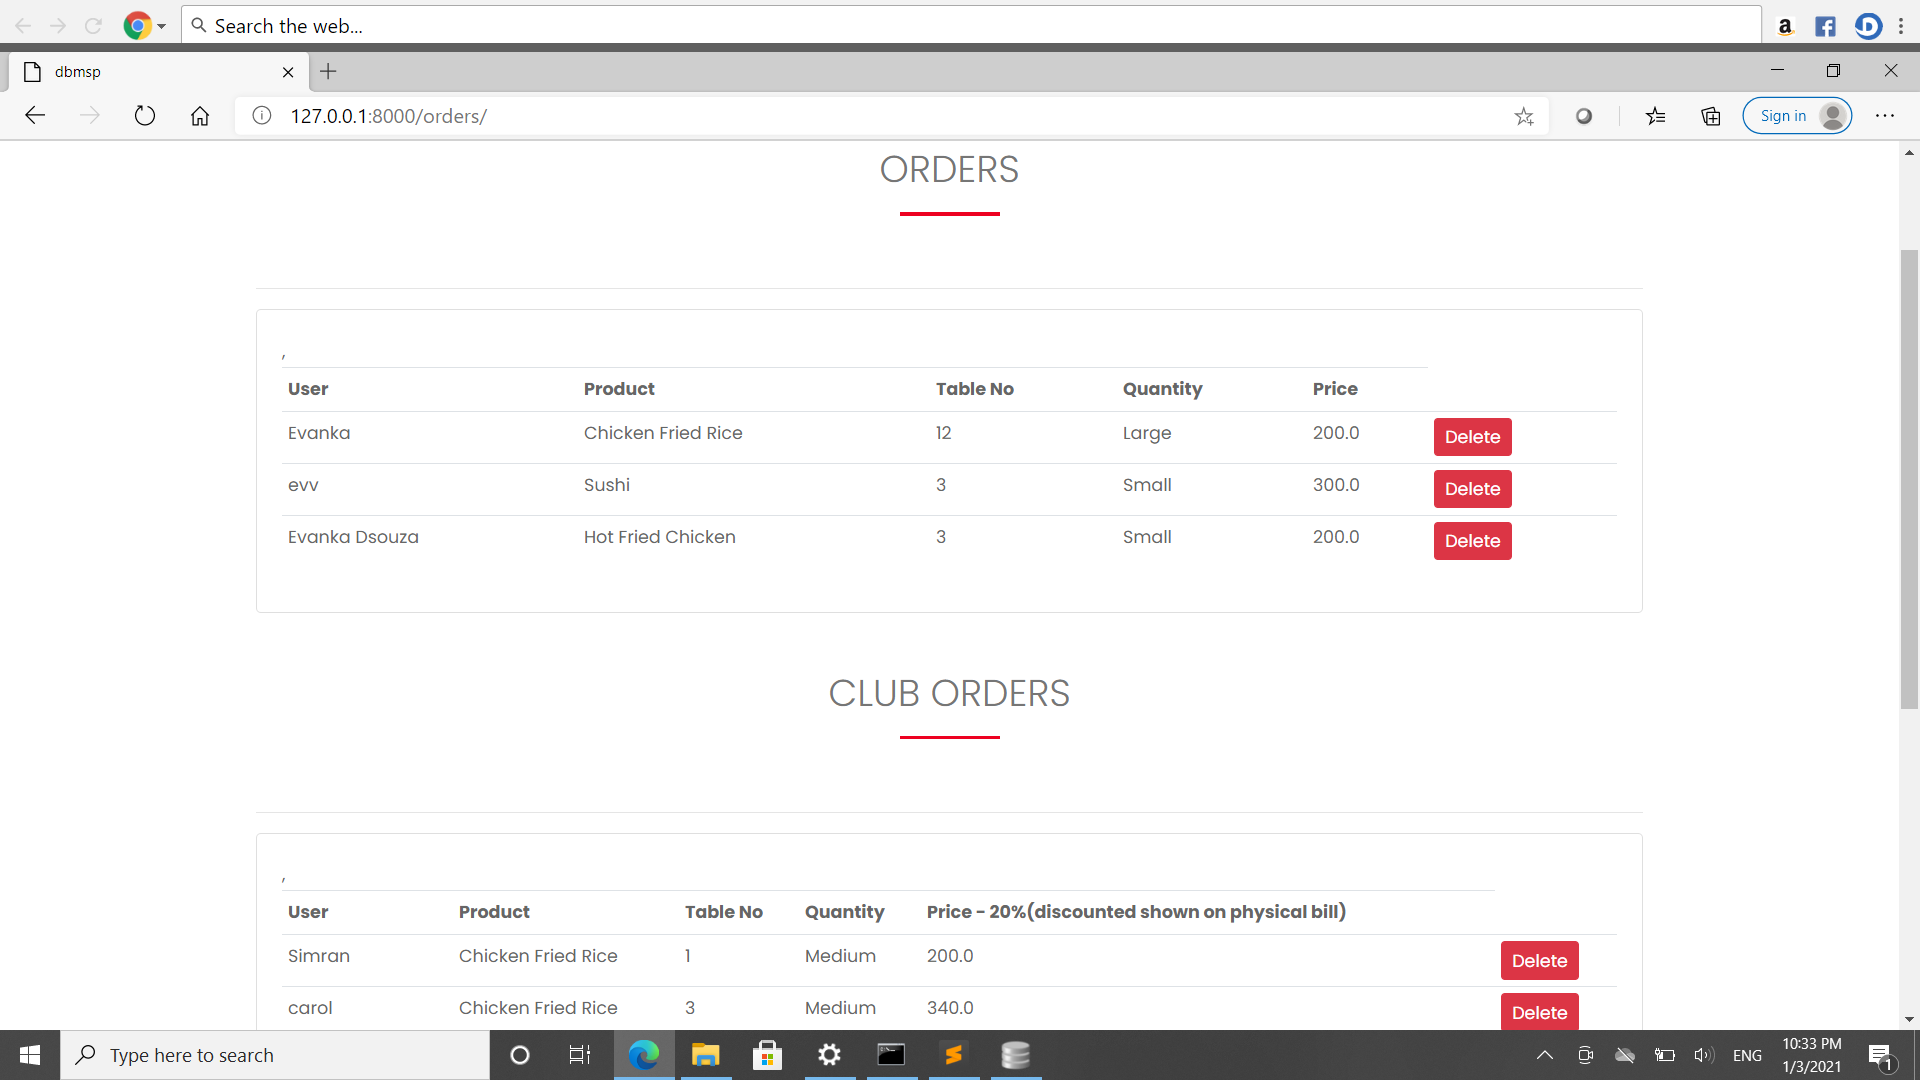 Search the web...
a
D
dbmsp
127.0.0.1:8000/orders/
Sign in
ORDERS
,
User Product Table No Quantity Price
Evanka Chicken Fried Rice 12 Large 200.0 Delete
evv Sushi 3 Small 300.0 Delete
Evanka Dsouza Hot Fried Chicken 3 Small 200.0 Delete
CLUB ORDERS
,
User Product Table No Quantity Price - 20%(discounted shown on physical bill)
Simran Chicken Fried Rice 1 Medium 200.0 Delete
carol Chicken Fried Rice 3 Medium 340.0 Delete
Type here to search
ENG
10:33 PM
1/3/2021
1